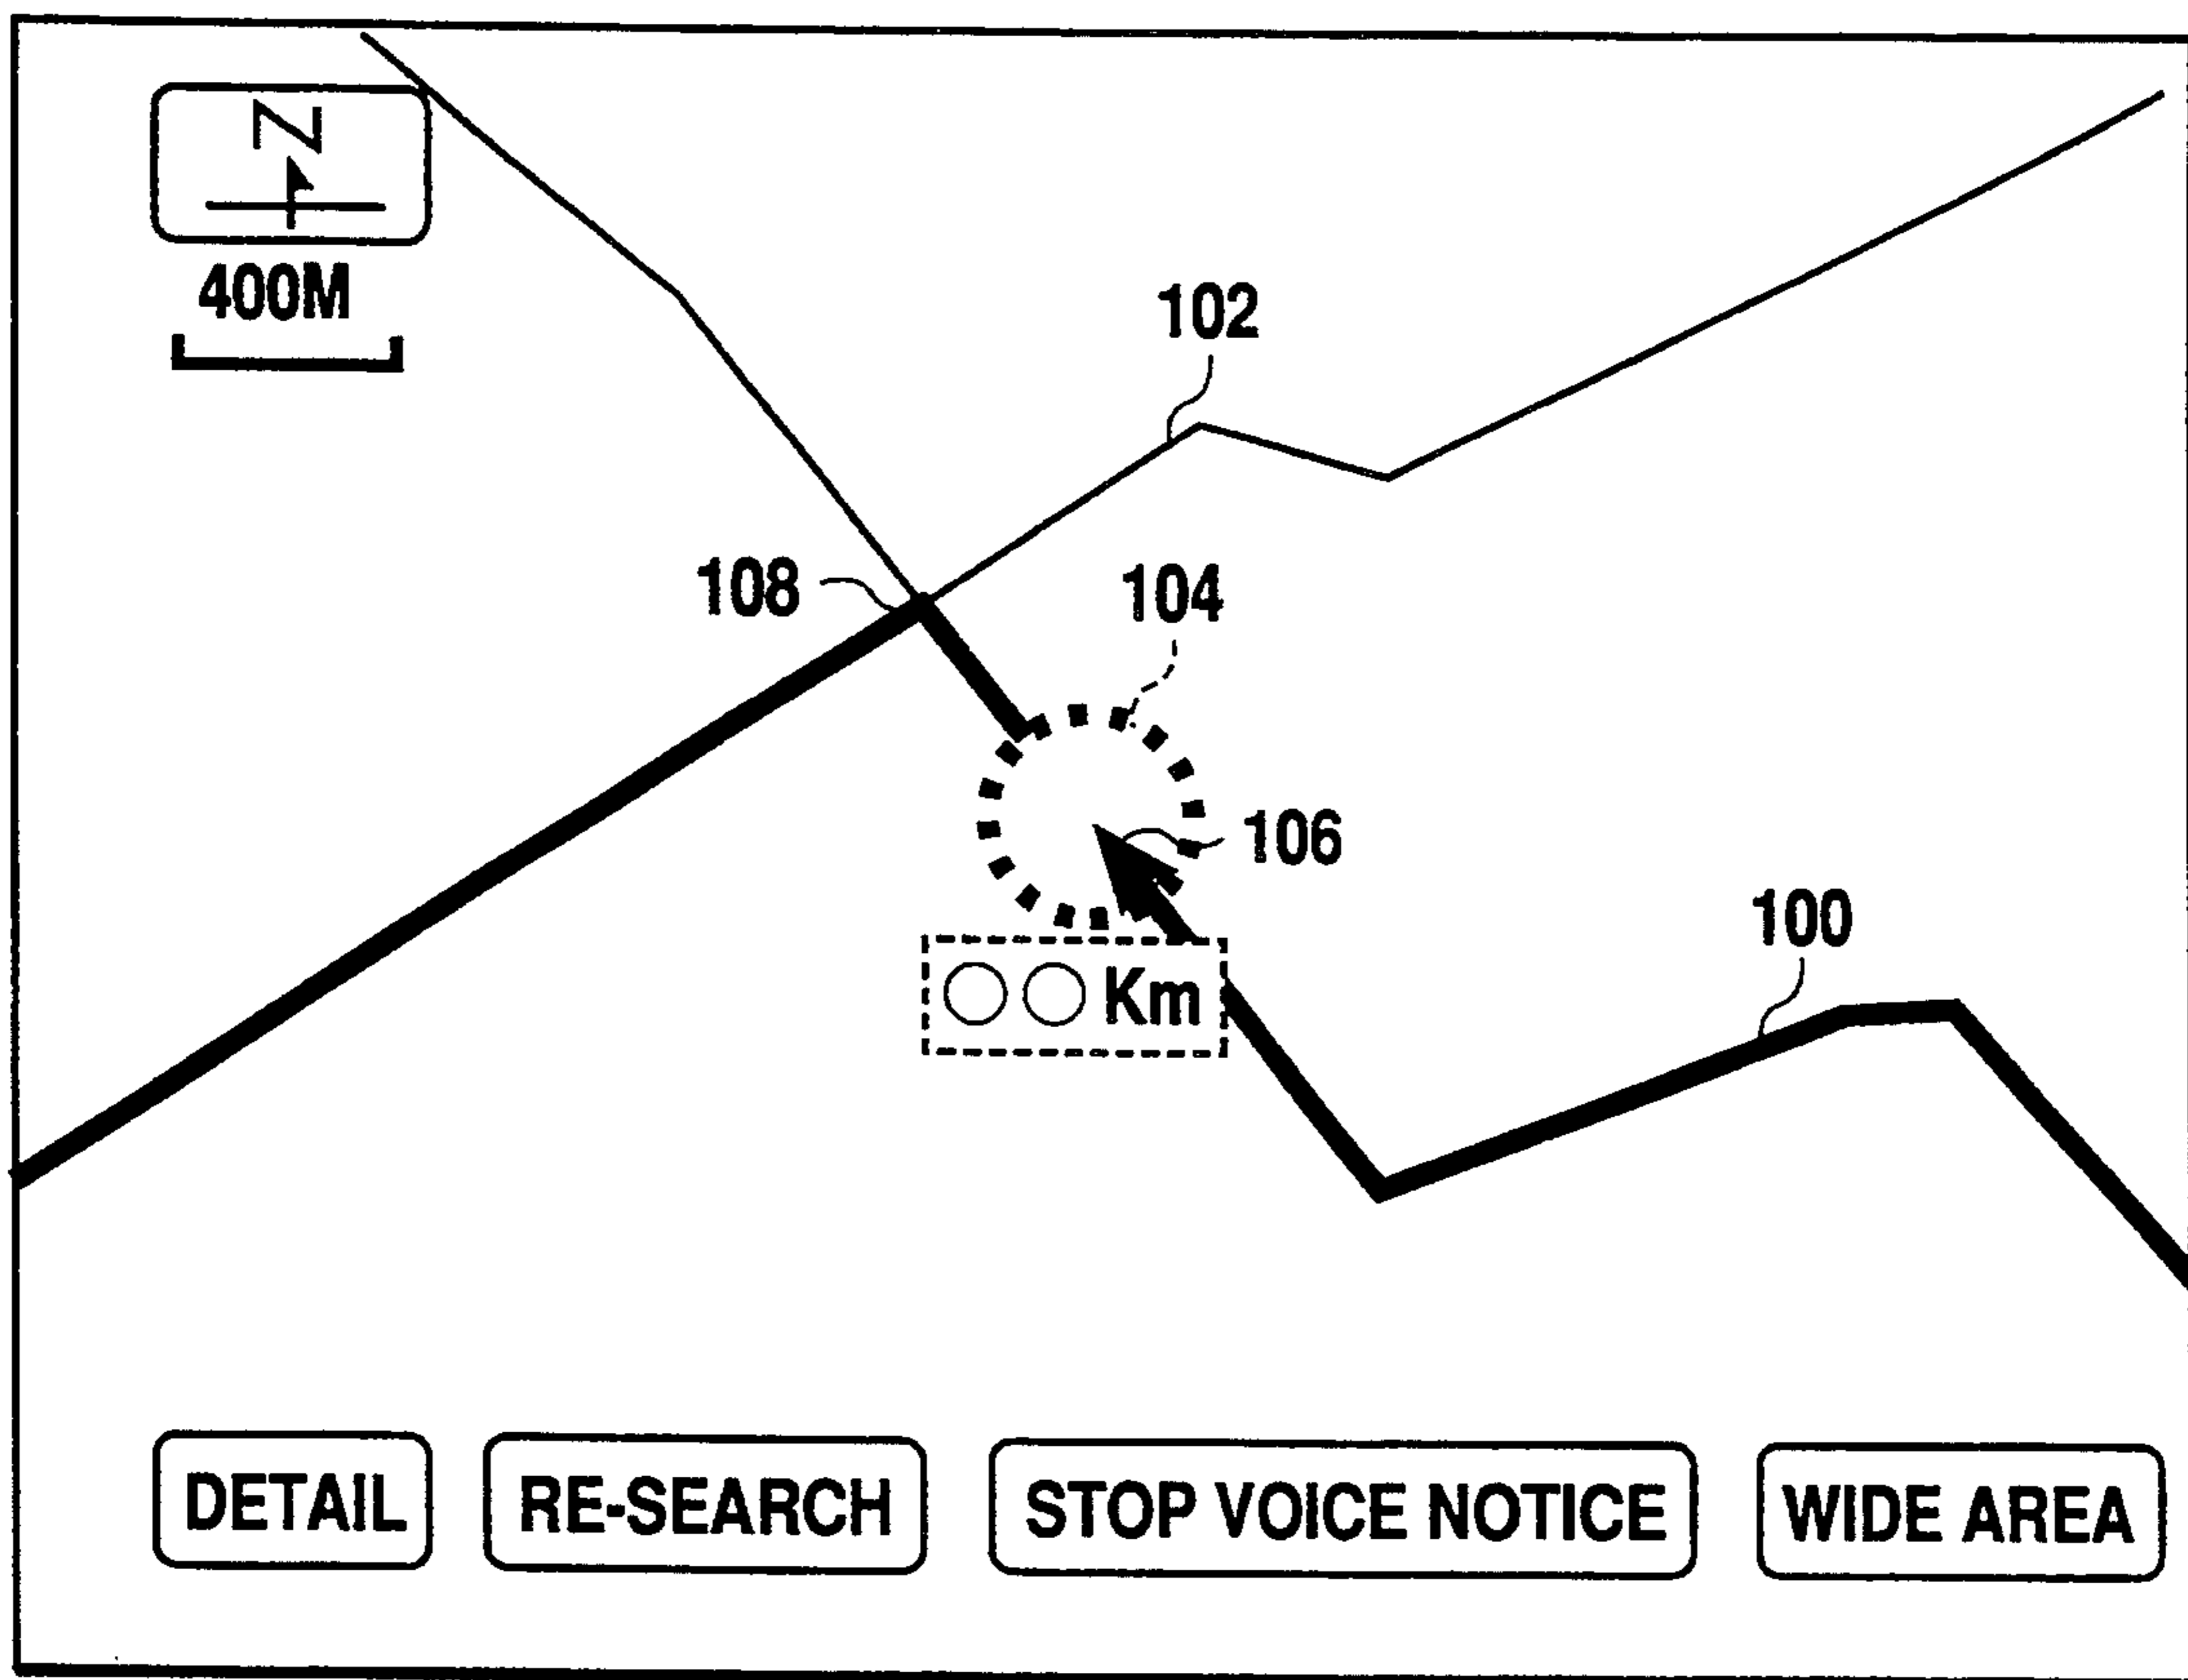 N
400M
102
108
104
106
100
○○Km
DETAIL
RE-SEARCH
STOP VOICE NOTICE
WIDE AREA